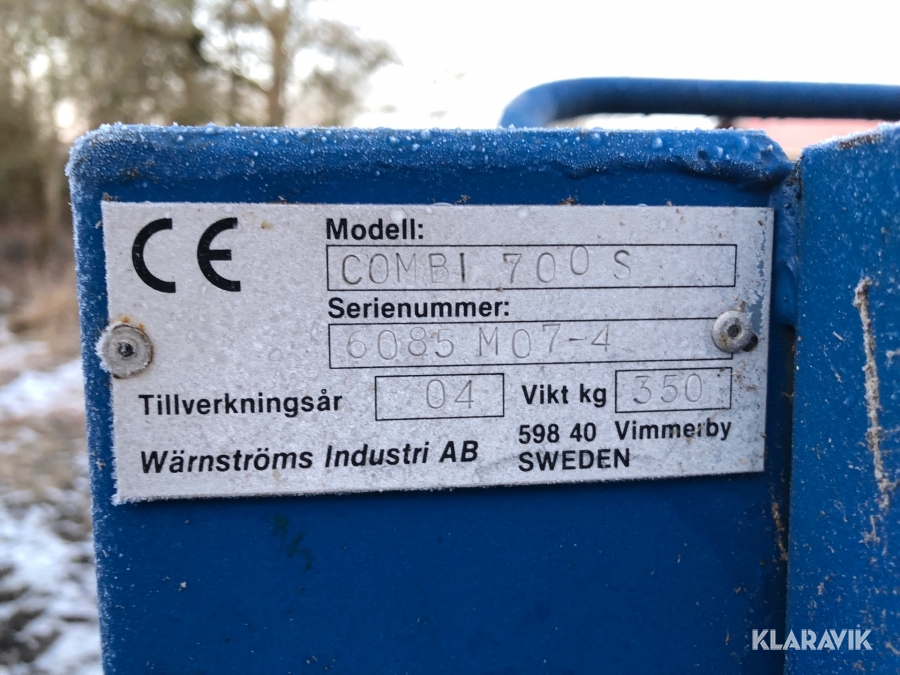 CE
Modell:
COMBI 700 S
Serienummer:
6085 M07-4
Tillverkningsår 04 Vikt kg 350
Wärnströms Industri AB 598 40 Vimmerby
SWEDEN
KLARAVIK